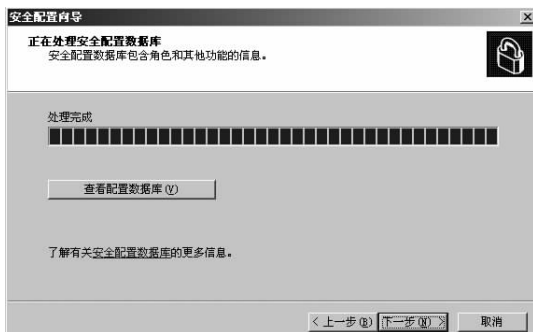 安全配置向导
正在处理安全配置数据库
安全配置数据库包含角色和其他功能的信息。
处理完成
查看配置数据库(V)
了解有关安全配置数据库的更多信息。
< 上一步(B) 下一步(N) > 取消